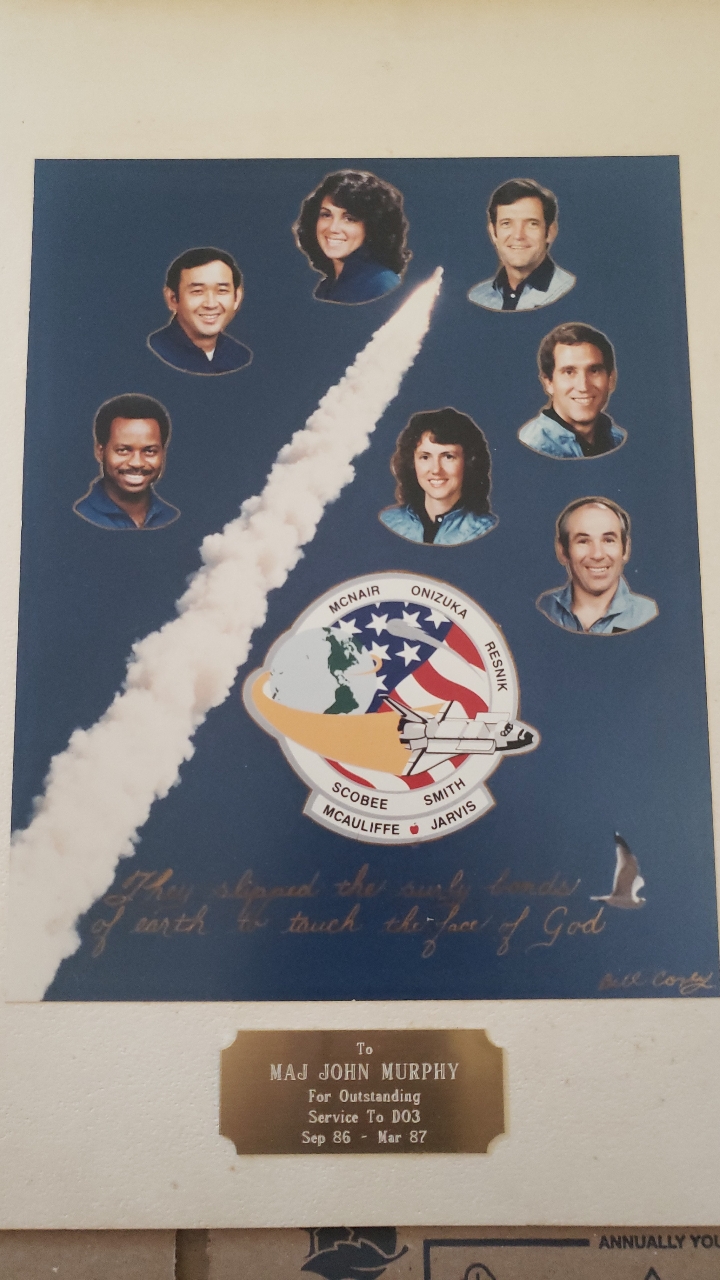 MCNAIR ONIZUKA RESNIK
SCOBEE SMITH
MCAULIFFE JARVIS
They slipped the surly bonds
of earth to touch the face of God
To
MAJ JOHN MURPHY
For Outstanding
Service To DO3
Sep 86 - Mar 87
ANNUALLY YOU